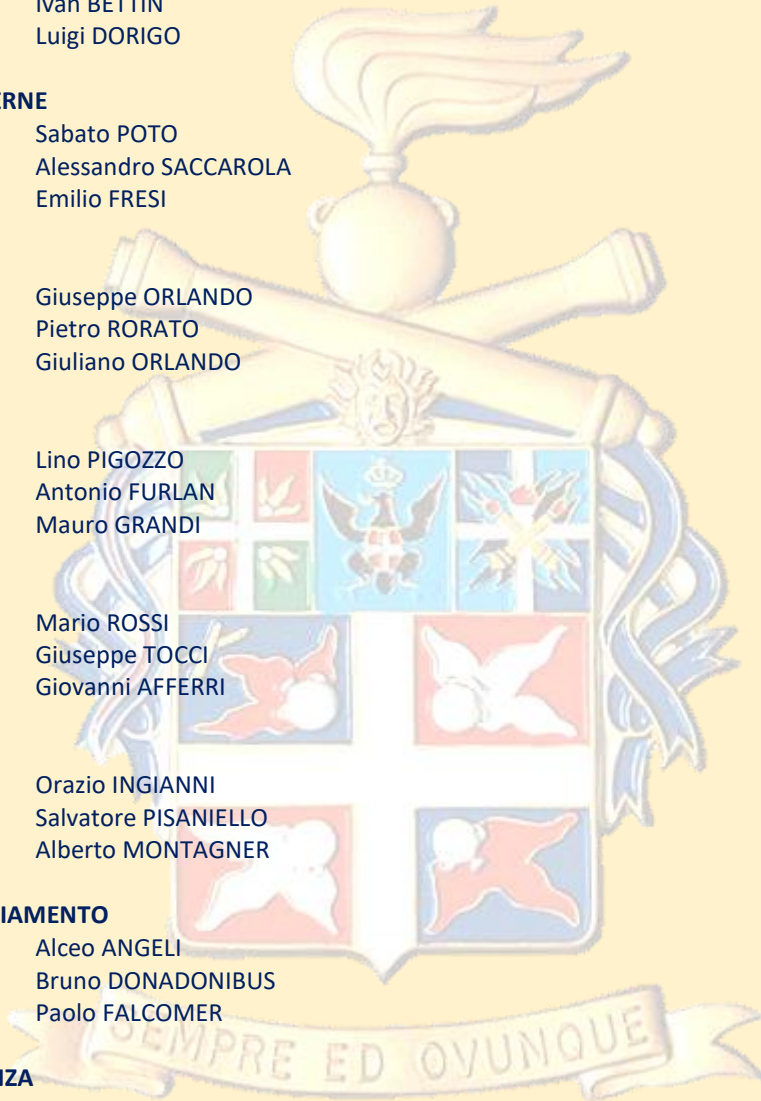 Ivan BETTIN
Luigi DORIGO
ERNE
Sabato POTO
Alessandro SACCAROLA
Emilio FRESI
Giuseppe ORLANDO
Pietro RORATO
Giuliano ORLANDO
Lino PIGOZZO
Antonio FURLAN
Mauro GRANDI
Mario ROSSI
Giuseppe TOCCI
Giovanni AFFERRI
Orazio INGIANNI
Salvatore PISANIELLO
Alberto MONTAGNER
IAMENTO
Alceo ANGELI
Bruno DONADONIBUS
Paolo FALCOMER
SEMPRE ED OVUNQUE
NZA